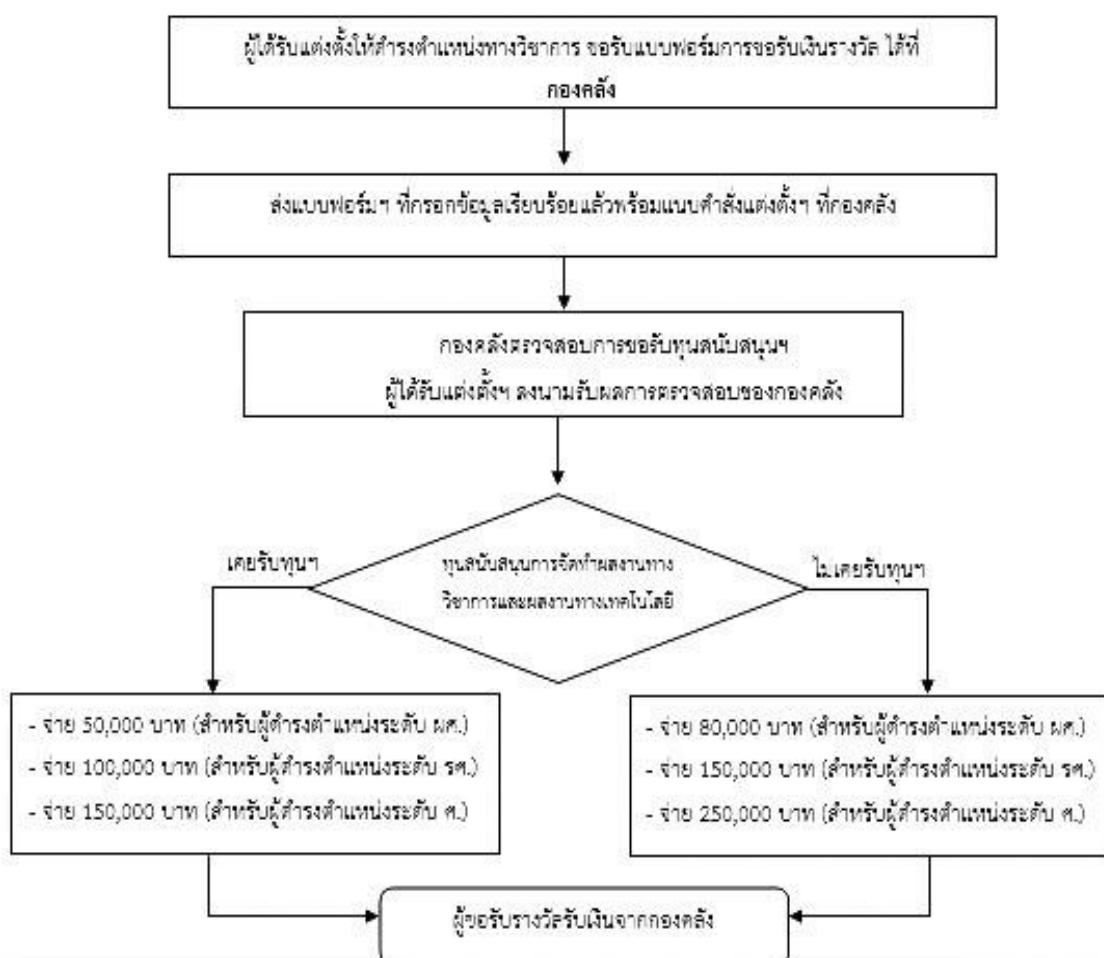 ผู้ได้รับแต่งตั้งให้ดำรงตำแหน่งทางวิชาการ ขอรับแบบฟอร์มการขอรับเงินรางวัล ได้ที่
กองคลัง
ส่งแบบฟอร์มฯ ที่กรอกข้อมูลเรียบร้อยแล้วพร้อมแนบคำสั่งแต่งตั้งฯ ที่กองคลัง
กองคลังตรวจสอบการขอรับทุนสนับสนุนฯ
ผู้ได้รับแต่งตั้งฯ ลงนามรับผลการตรวจสอบของกองคลัง
ทุนสนับสนุนการจัดทำผลงานทาง
วิชาการและผลงานทางเทคโนโลยี
เคยรับทุนฯ
ไม่เคยรับทุนฯ
- จ่าย 50,000 บาท (สำหรับผู้ดำรงตำแหน่งระดับ ผศ.)
- จ่าย 100,000 บาท (สำหรับผู้ดำรงตำแหน่งระดับ รศ.)
- จ่าย 150,000 บาท (สำหรับผู้ดำรงตำแหน่งระดับ ศ.)
- จ่าย 80,000 บาท (สำหรับผู้ดำรงตำแหน่งระดับ ผศ.)
- จ่าย 150,000 บาท (สำหรับผู้ดำรงตำแหน่งระดับ รศ.)
- จ่าย 250,000 บาท (สำหรับผู้ดำรงตำแหน่งระดับ ศ.)
ผู้ขอรับรางวัลรับเงินจากกองคลัง